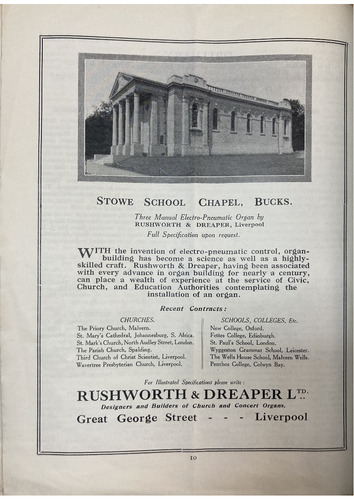 STOWE SCHOOL CHAPEL, BUCKS.
Three Manual Electro-Pneumatic Organ by
RUSHWORTH & DREAPER, Liverpool
Full Specification upon request.
WITH the invention of electro-pneumatic control, organ-
building has become a science as well as a highly-
skilled craft. Rushworth & Dreaper, having been associated
with every advance in organ building for nearly a century,
can place a wealth of experience at the service of Civic,
Church, and Education Authorities contemplating the
installation of an organ.
Recent Contracts:
CHURCHES.
The Priory Church, Malvern.
St. Mary's Cathedral, Johannesburg, S. Africa.
St. Mark's Church, North Audley Street, London.
The Parish Church, Spalding.
Third Church of Christ Scientist, Liverpool.
Wavertree Presbyterian Church, Liverpool.
SCHOOLS, COLLEGES, Etc.
New College, Oxford.
Fettes College, Edinburgh.
St. Paul's School, London.
Wyggeston Grammar School, Leicester.
The Wells House School, Malvern Wells.
Penrhos College, Colwyn Bay.
For Illustrated Specifications please write:
RUSHWORTH & DREAPER LTD.
Designers and Builders of Church and Concert Organs.
Great George Street - - - Liverpool
10